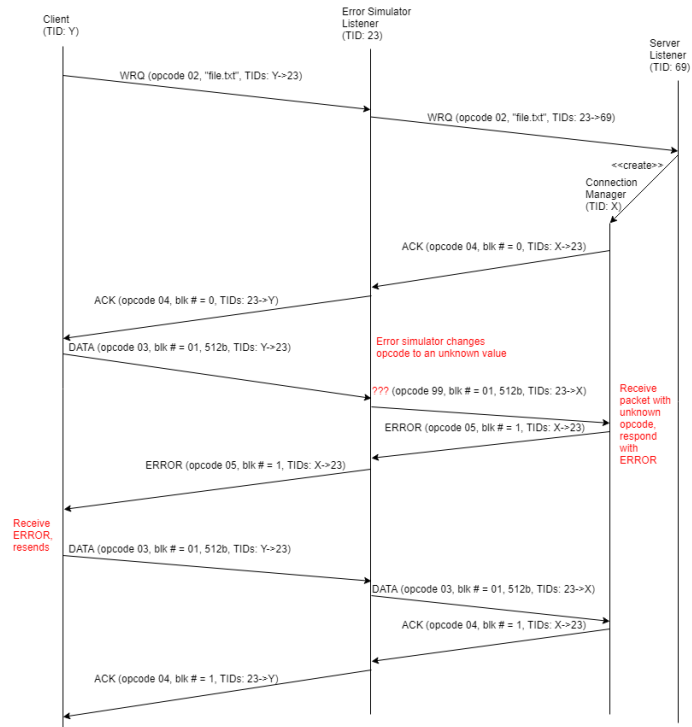 Client
(TID: Y)
Error Simulator
Listener
(TID: 23)
Server
Listener
(TID: 69)
WRQ (opcode 02, "file.txt", TIDs: Y->23)
WRQ (opcode 02, "file.txt", TIDs: 23->69)
<<create>>
Connection
Manager
(TID: X)
ACK (opcode 04, blk # = 0, TIDs: X->23)
ACK (opcode 04, blk # = 0, TIDs: 23->Y)
DATA (opcode 03, blk # = 01, 512b, TIDs: Y->23)
Error simulator changes
opcode to an unknown value
??? (opcode 99, blk # = 01, 512b, TIDs: 23->X)
Receive
packet with
unknown
opcode,
respond
with
ERROR
ERROR (opcode 05, blk # = 1, TIDs: X->23)
ERROR (opcode 05, blk # = 1, TIDs: X->23)
Receive
ERROR,
resends
DATA (opcode 03, blk # = 01, 512b, TIDs: Y->23)
DATA (opcode 03, blk # = 01, 512b, TIDs: 23->X)
ACK (opcode 04, blk # = 1, TIDs: X->23)
ACK (opcode 04, blk # = 1, TIDs: 23->Y)